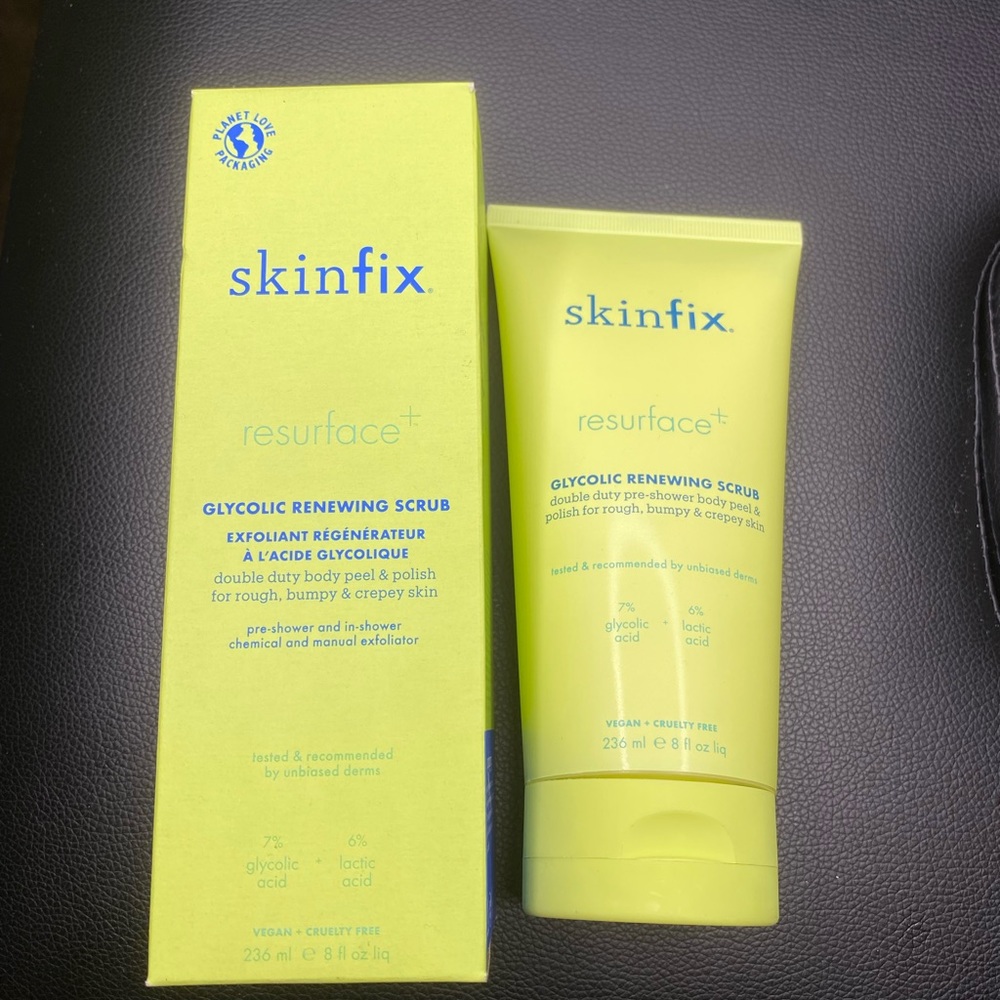 PLANET LOVE
PACKAGING
skinfix.
resurface+
GLYCOLIC RENEWING SCRUB
EXFOLIANT RÉGÉNÉRATEUR
À L'ACIDE GLYCOLIQUE
double duty body peel & polish
for rough, bumpy & crepey skin
pre-shower and in-shower
chemical and manual exfoliator
tested & recommended
by unbiased derms
7% 6%
glycolic + lactic
acid acid
VEGAN + CRUELTY FREE
236 ml e 8 fl oz liq
skinfix.
resurface+
GLYCOLIC RENEWING SCRUB
double duty pre-shower body peel &
polish for rough, bumpy & crepey skin
tested & recommended by unbiased derms
7% 6%
glycolic + lactic
acid acid
VEGAN + CRUELTY FREE
236 ml e 8 fl oz liq